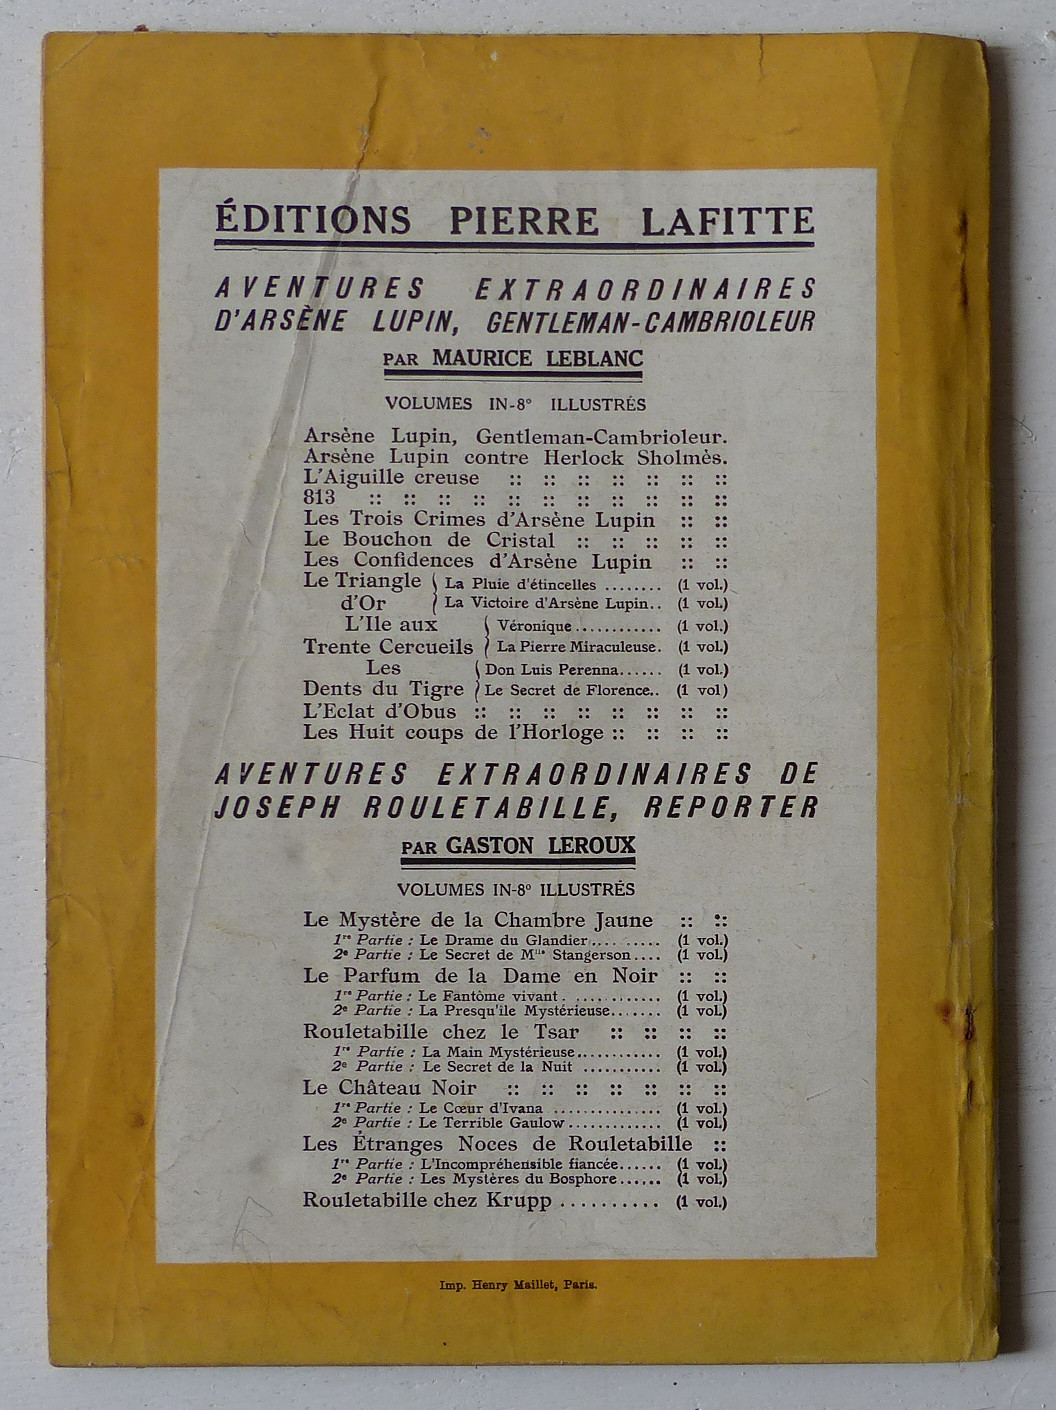 ÉDITIONS PIERRE LAFITTE
AVENTURES EXTRAORDINAIRES
D'ARSÈNE LUPIN, GENTLEMAN-CAMBRIOLEUR
PAR MAURICE LEBLANC
VOLUMES IN-8° ILLUSTRÉS
Arsène Lupin, Gentleman-Cambrioleur.
Arsène Lupin contre Herlock Sholmès.
L'Aiguille creuse :: :: :: :: :: :: ::
813 :: :: :: :: :: :: :: :: :: :: ::
Les Trois Crimes d'Arsène Lupin :: ::
Le Bouchon de Cristal :: :: :: :: ::
Les Confidences d'Arsène Lupin :: ::
Le Triangle { La Pluie d'étincelles ........ (1 vol.)
d'Or { La Victoire d'Arsène Lupin.. (1 vol.)
L'Ile aux { Véronique............ (1 vol.)
Trente Cercueils { La Pierre Miraculeuse. (1 vol.)
Les { Don Luis Perenna...... (1 vol.)
Dents du Tigre { Le Secret de Florence.. (1 vol)
L'Eclat d'Obus :: :: :: :: :: :: :: ::
Les Huit coups de l'Horloge :: :: :: ::
AVENTURES EXTRAORDINAIRES DE
JOSEPH ROULETABILLE, REPORTER
PAR GASTON LEROUX
VOLUMES IN-8° ILLUSTRÉS
Le Mystère de la Chambre Jaune :: ::
1re Partie : Le Drame du Glandier.......... (1 vol.)
2e Partie : Le Secret de Mlle Stangerson.... (1 vol.)
Le Parfum de la Dame en Noir :: ::
1re Partie : Le Fantôme vivant............. (1 vol.)
2e Partie : La Presqu'île Mystérieuse....... (1 vol.)
Rouletabille chez le Tsar :: :: :: ::
1re Partie : La Main Mystérieuse............ (1 vol.)
2e Partie : Le Secret de la Nuit ........... (1 vol.)
Le Château Noir :: :: :: :: :: :: ::
1re Partie : Le Cœur d'Ivana ............... (1 vol.)
2e Partie : Le Terrible Gaulow............. (1 vol.)
Les Étranges Noces de Rouletabille ::
1re Partie : L'Incompréhensible fiancée...... (1 vol.)
2e Partie : Les Mystères du Bosphore...... (1 vol.)
Rouletabille chez Krupp .......... (1 vol.)
Imp. Henry Maillet, Paris.